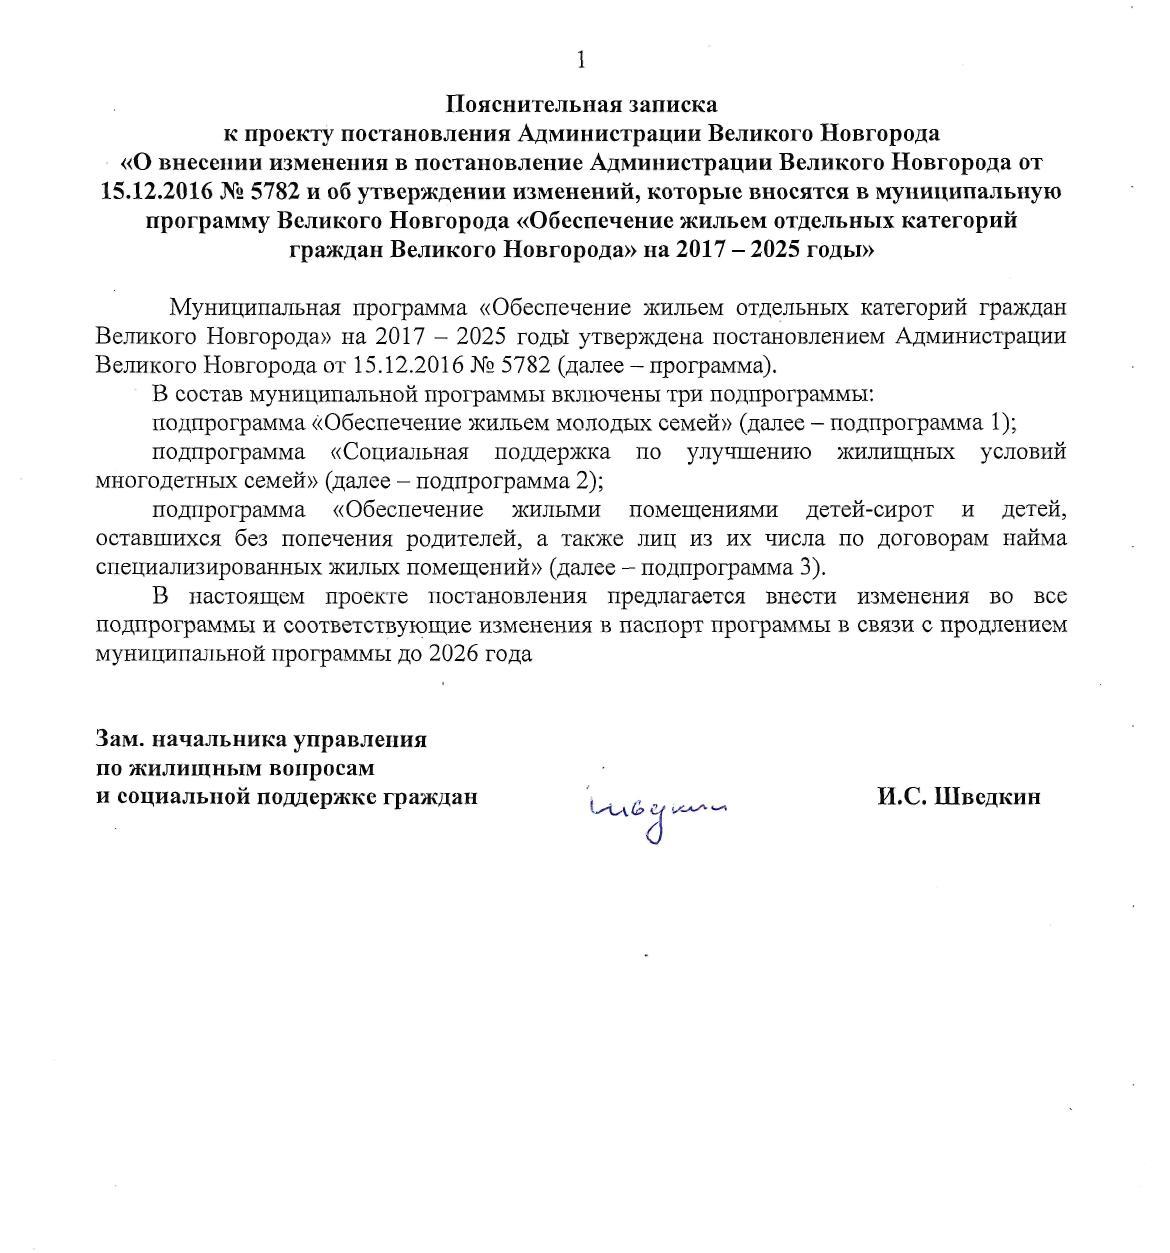 1
Пояснительная записка
к проекту постановления Администрации Великого Новгорода
«О внесении изменения в постановление Администрации Великого Новгорода от
15.12.2016 № 5782 и об утверждении изменений, которые вносятся в муниципальную
программу Великого Новгорода «Обеспечение жильем отдельных категорий
граждан Великого Новгорода» на 2017 – 2025 годы»
Муниципальная программа «Обеспечение жильем отдельных категорий граждан
Великого Новгорода» на 2017 – 2025 годы утверждена постановлением Администрации
Великого Новгорода от 15.12.2016 № 5782 (далее – программа).
В состав муниципальной программы включены три подпрограммы:
подпрограмма «Обеспечение жильем молодых семей» (далее – подпрограмма 1);
подпрограмма «Социальная поддержка по улучшению жилищных условий
многодетных семей» (далее – подпрограмма 2);
подпрограмма «Обеспечение жилыми помещениями детей-сирот и детей,
оставшихся без попечения родителей, а также лиц из их числа по договорам найма
специализированных жилых помещений» (далее – подпрограмма 3).
В настоящем проекте постановления предлагается внести изменения во все
подпрограммы и соответствующие изменения в паспорт программы в связи с продлением
муниципальной программы до 2026 года
Зам. начальника управления
по жилищным вопросам
и социальной поддержке граждан И.С. Шведкин